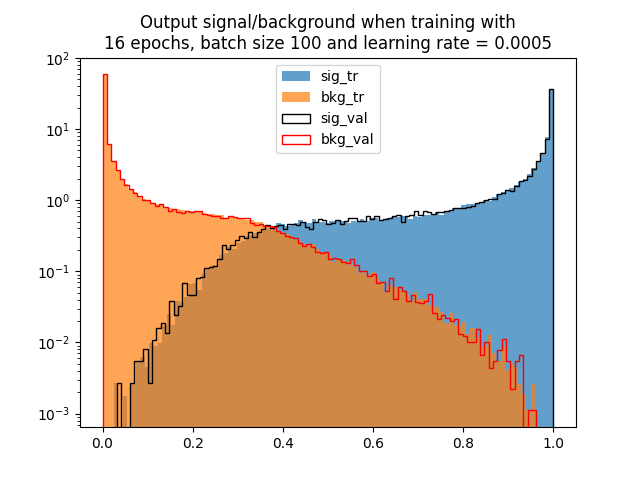 Output signal/background when training with
16 epochs, batch size 100 and learning rate = 0.0005
10²
10¹
10⁰
10⁻¹
10⁻²
10⁻³
sig_tr
bkg_tr
sig_val
bkg_val
0.0 0.2 0.4 0.6 0.8 1.0